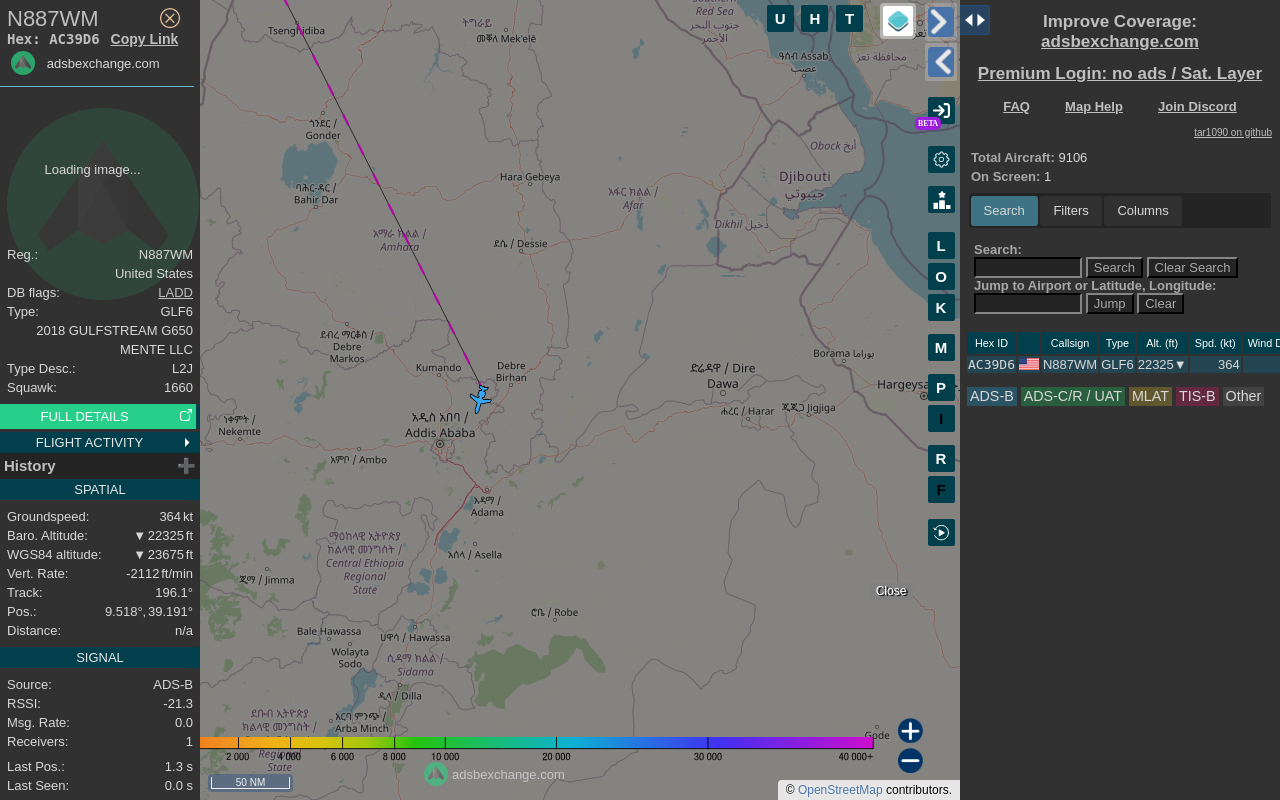 N887WM
Hex: AC39D6 Copy Link
adsbexchange.com
Loading image...
Reg.: N887WM
United States
DB flags: LADD
Type: GLF6
2018 GULFSTREAM G650
MENTE LLC
Type Desc.: L2J
Squawk: 1660
FULL DETAILS
FLIGHT ACTIVITY
History
SPATIAL
Groundspeed: 364 kt
Baro. Altitude: ▼ 22325 ft
WGS84 altitude: ▼ 23675 ft
Vert. Rate: -2112 ft/min
Track: 196.1°
Pos.: 9.518°, 39.191°
Distance: n/a
SIGNAL
Source: ADS-B
RSSI: -21.3
Msg. Rate: 0.0
Receivers: 1
Last Pos.: 1.3 s
Last Seen: 0.0 s
Tsenghdiba
ትግራይ
መቐለ Mek'elē
Southern
Red Sea /
جنوب البحر
الأحمر
ዓሰብ Assab
عصب
محافظة تعز
ጎንደር /
Gonder
ባሕር-ዳር /
Bahir Dar
Hara Gebeya
አፋር ክልል /
Afar
Obock أبخ
Djibouti
جيبوتي
Dikhil دخيل
አማራ ክልል /
Amhara
ደሴ / Dessie
ደብረ ማርቆስ /
Debre
Markos
Kumando
Debre
Birhan
ድሬዳዋ / Dire
Dawa
Borama بوراما
Hargeysa
ሐረር / Harar
ጅጅጋ Jigjiga
ነቀምት /
Nekemte
አዲስ አበባ /
Addis Ababa
አምቦ / Ambo
አዳማ /
Adama
ማዕከላዊ ኢትዮጵያ
ክልላዊ መንግስት /
Central Ethiopia
Regional
State
አሰላ / Asella
ጂማ / Jimma
ሮቤ / Robe
Bale Hawassa
ሀዋሳ / Hawassa
Wolayta
Sodo
ሲዳማ ክልል /
Sidama
ዲላ / Dilla
ደቡብ ኢትዮጵያ
ክልላዊ መንግስት /
Regional
State
አርባ ምንጭ /
Arba Minch
Gode
Close
2 000 4 000 6 000 8 000 10 000 20 000 30 000 40 000+
50 NM
adsbexchange.com
© OpenStreetMap contributors.
U H T
BETA
L
O
K
M
P
I
R
F
Improve Coverage:
adsbexchange.com
Premium Login: no ads / Sat. Layer
FAQ Map Help Join Discord
tar1090 on github
Total Aircraft: 9106
On Screen: 1
Search Filters Columns
Search:
Search Clear Search
Jump to Airport or Latitude, Longitude:
Jump Clear
Hex ID Callsign Type Alt. (ft) Spd. (kt) Wind D
AC39D6 N887WM GLF6 22325▼ 364
ADS-B ADS-C/R / UAT MLAT TIS-B Other